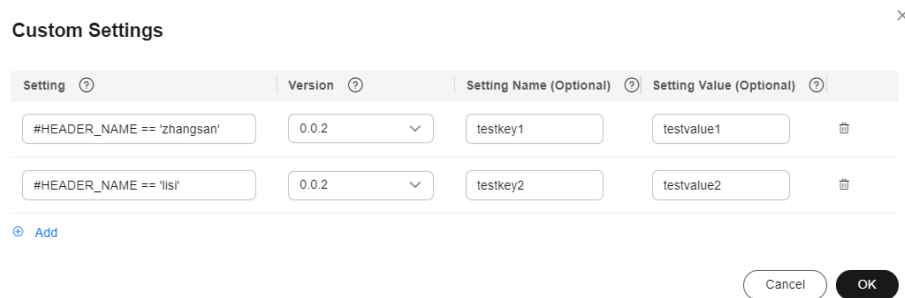 Custom Settings
Setting Version Setting Name (Optional) Setting Value (Optional)
#HEADER_NAME == 'zhangsan' 0.0.2 testkey1 testvalue1
#HEADER_NAME == 'lisi' 0.0.2 testkey2 testvalue2
Add
Cancel OK